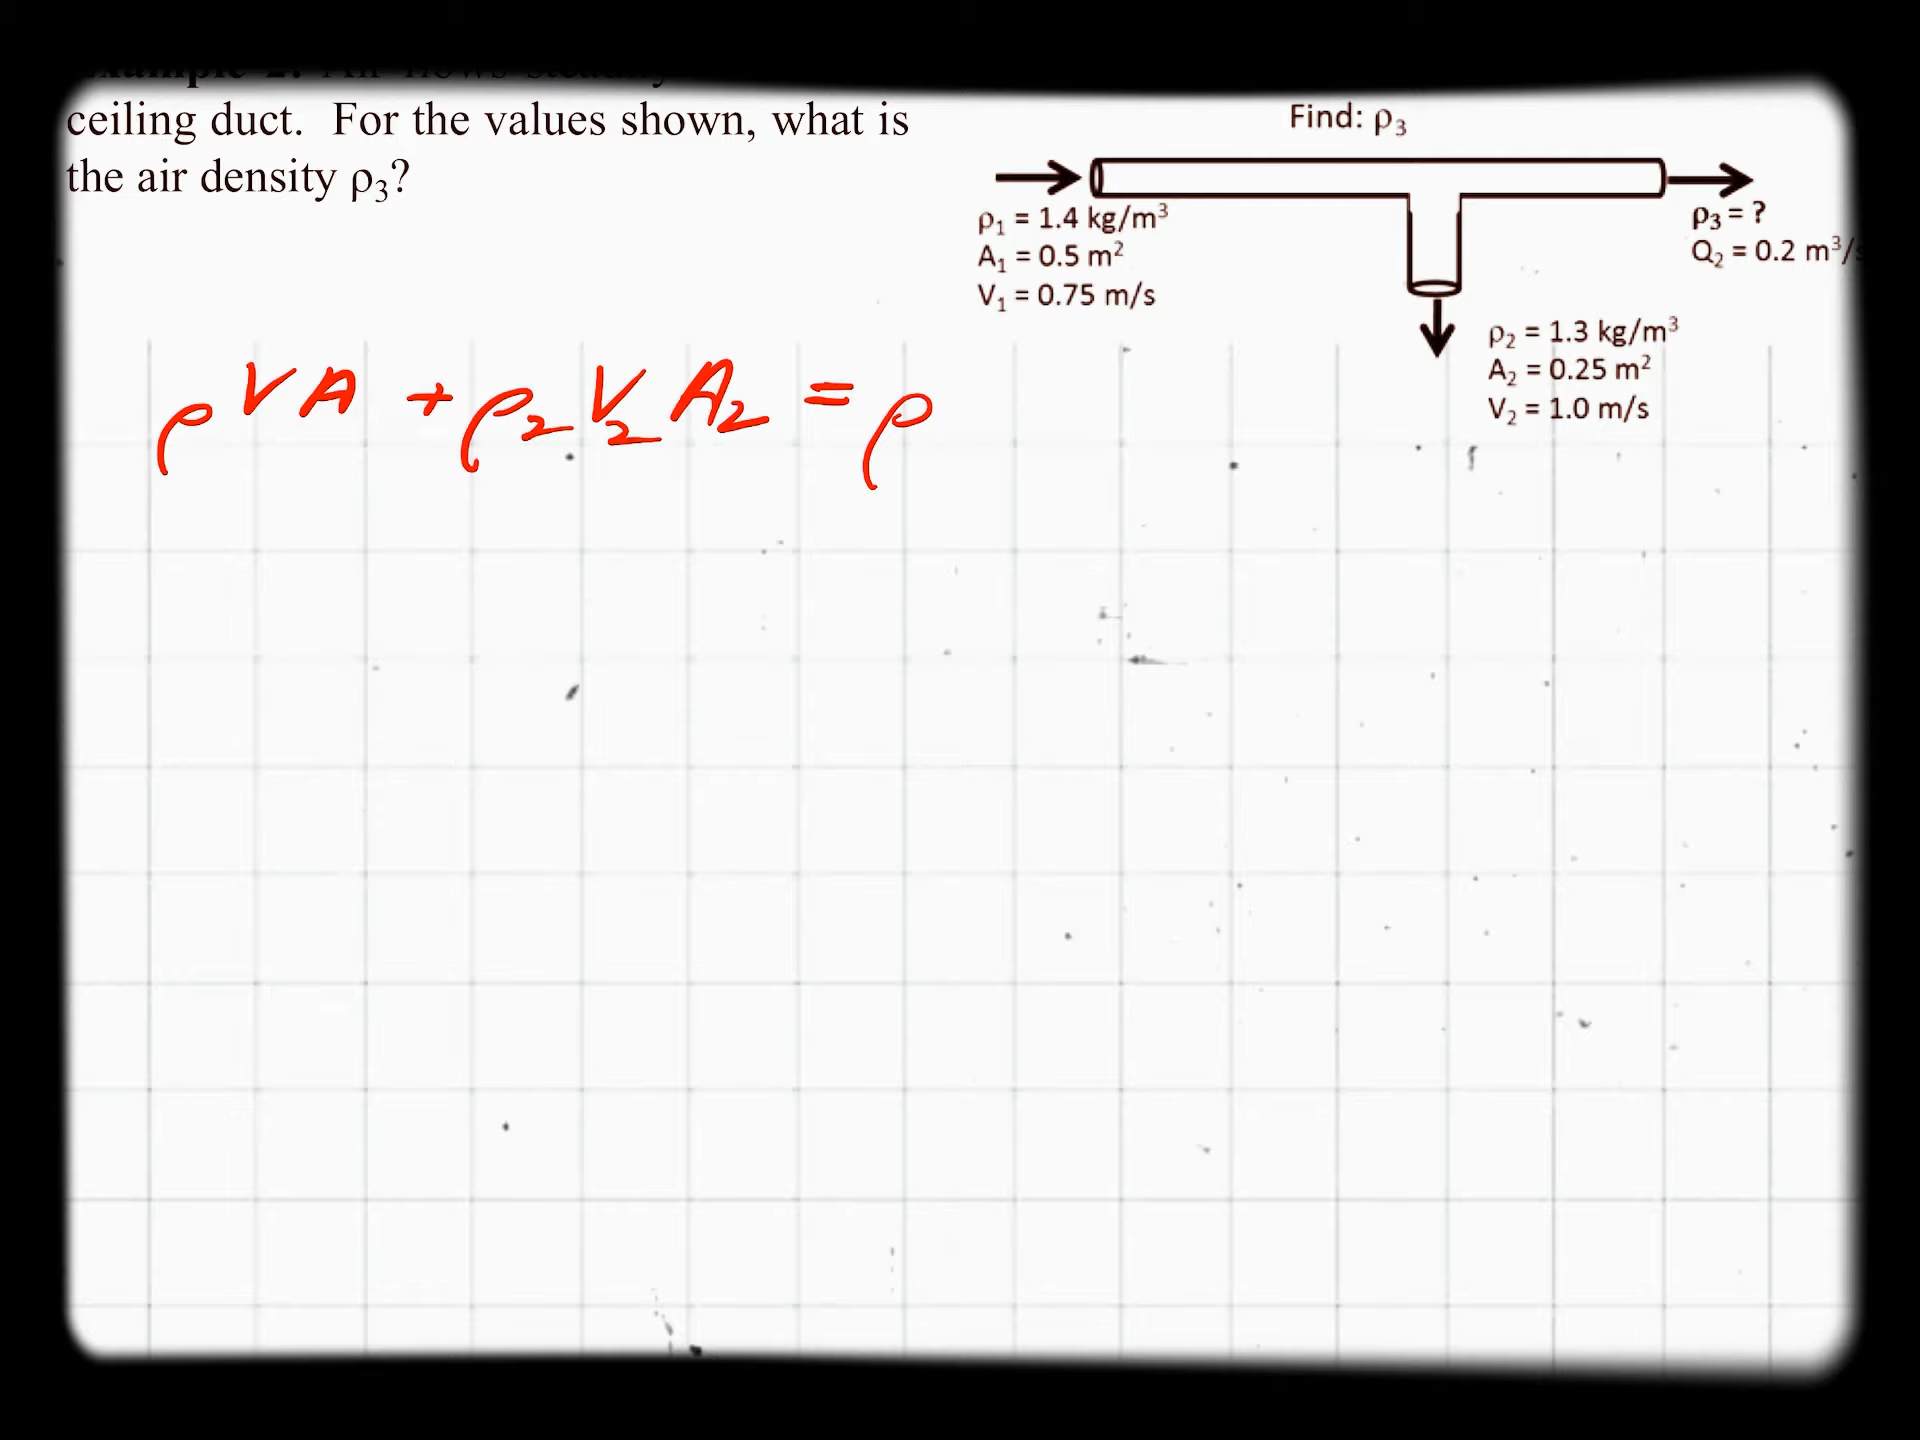 ceiling duct. For the values shown, what is
the air density ρ₃?
Find: ρ₃
ρ₁ = 1.4 kg/m³
A₁ = 0.5 m²
V₁ = 0.75 m/s
ρ₃ = ?
Q₂ = 0.2 m³/s
ρ₂ = 1.3 kg/m³
A₂ = 0.25 m²
V₂ = 1.0 m/s
ρVA + ρ₂V₂A₂ = ρ